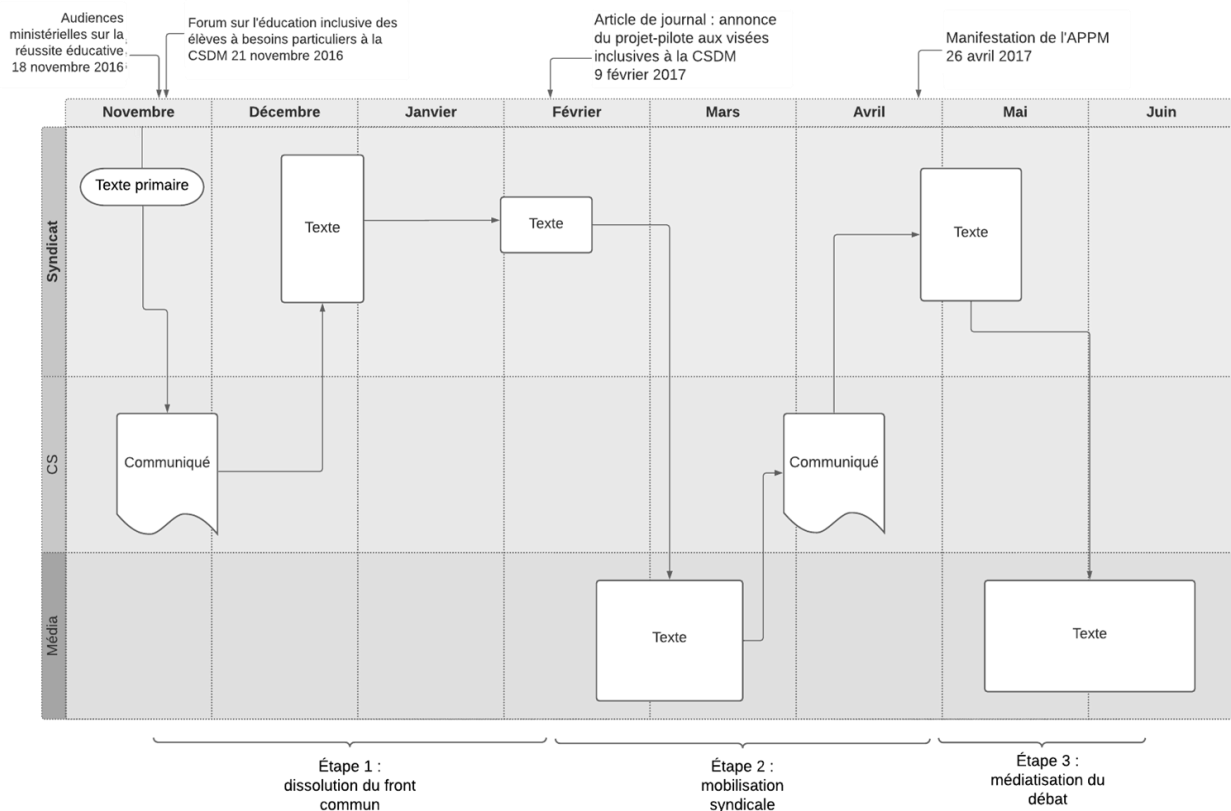 Audiences
ministérielles sur la
réussite éducative
18 novembre 2016
Forum sur l'éducation inclusive des
élèves à besoins particuliers à la
CSDM 21 novembre 2016
Article de journal : annonce
du projet-pilote aux visées
inclusives à la CSDM
9 février 2017
Manifestation de l'APPM
26 avril 2017
Novembre
Décembre
Janvier
Février
Mars
Avril
Mai
Juin
Syndicat
Texte primaire
Texte
Texte
Texte
CS
Communiqué
Communiqué
Média
Texte
Texte
Étape 1 :
dissolution du front
commun
Étape 2 :
mobilisation
syndicale
Étape 3 :
médiatisation du
débat